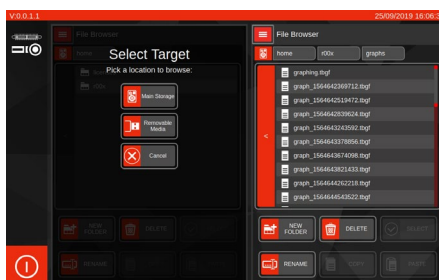 V:0.0.1.1
25/09/2019 16:06:3
File Browser
home
Select Target
Pick a location to browse:
Main Storage
Removable
Media
Cancel
NEW
FOLDER
DELETE
RENAME
File Browser
home
r00x
graphs
graphing.tbgf
graph_1564642369712.tbgf
graph_1564642519472.tbgf
graph_1564642839624.tbgf
graph_1564643243592.tbgf
graph_1564643378856.tbgf
graph_1564643674098.tbgf
graph_1564643821433.tbgf
graph_1564644262218.tbgf
graph_1564644543522.tbgf
<
NEW
FOLDER
DELETE
SELECT
RENAME
COPY
PASTE